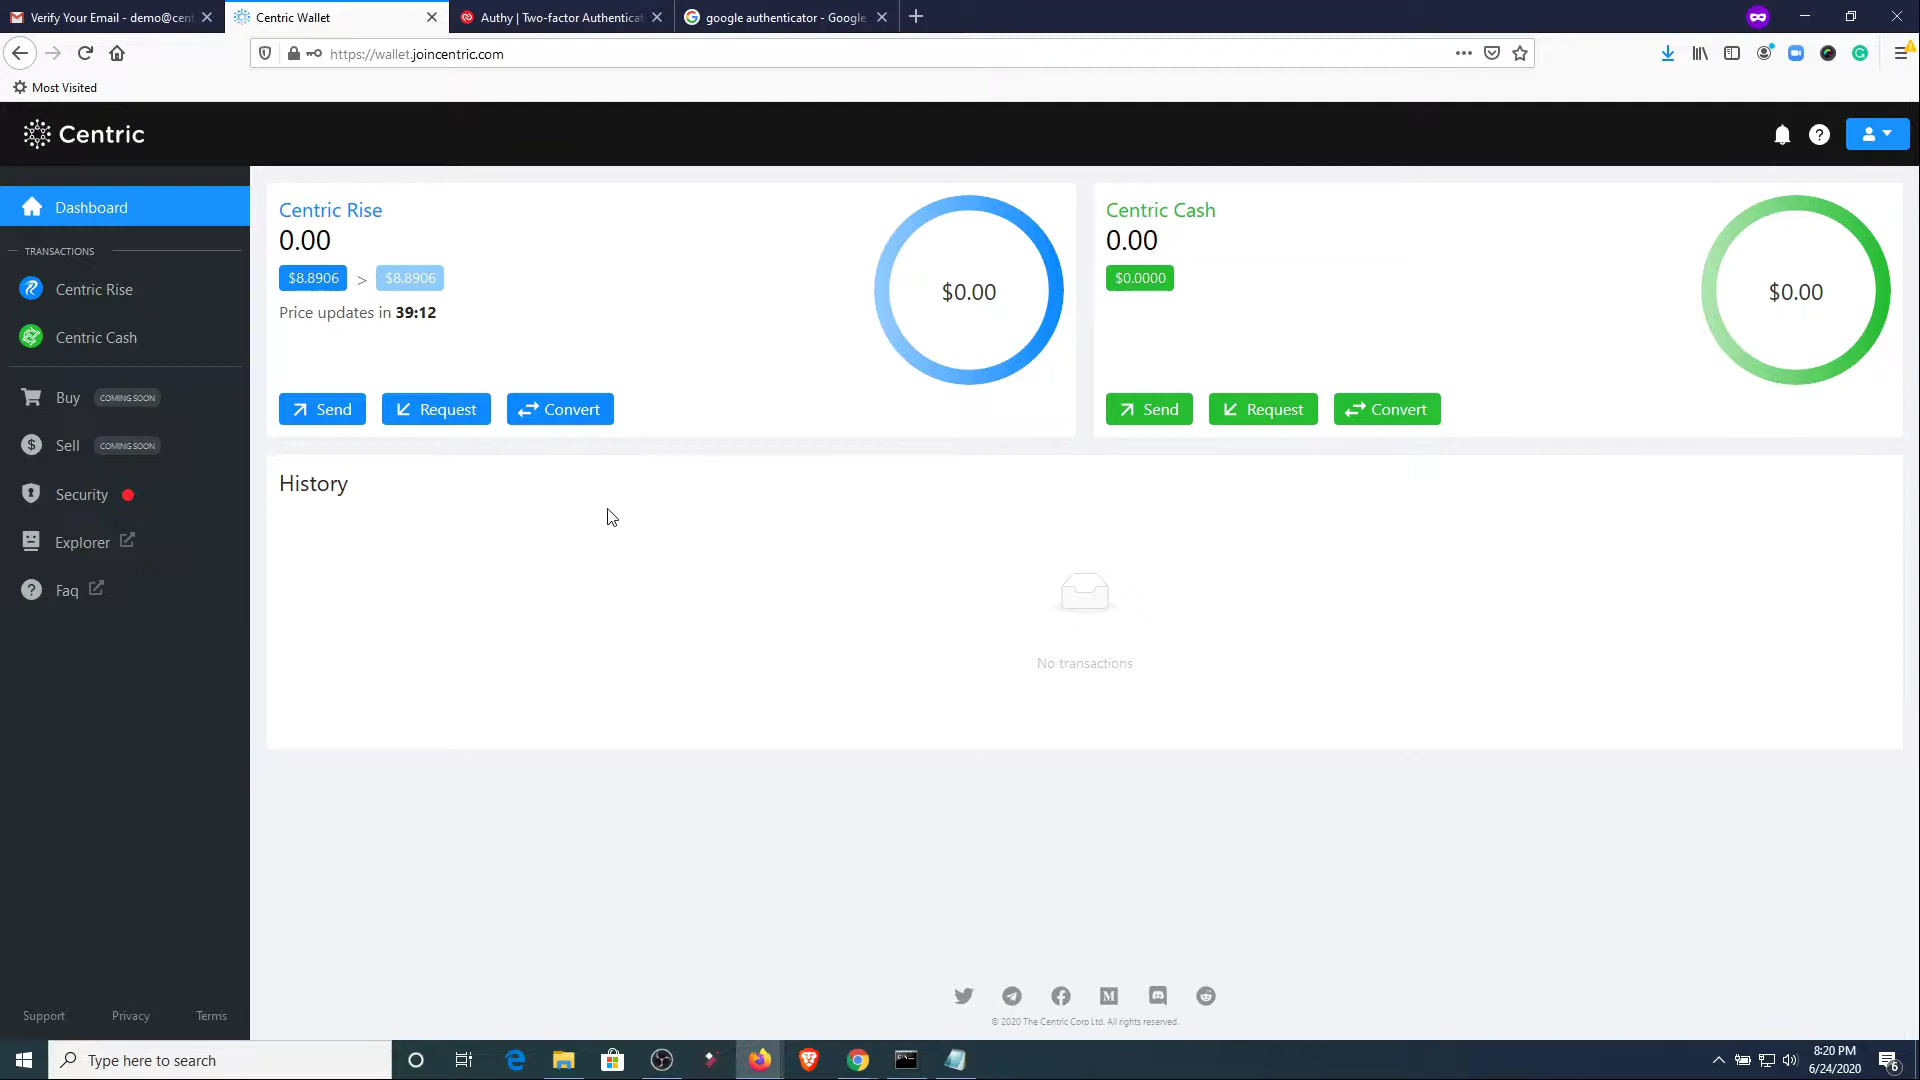 Verify Your Email - demo@cent
Centric Wallet
Authy | Two-factor Authenticat
google authenticator - Google
https://wallet.joincentric.com
Most Visited
Centric
Dashboard
TRANSACTIONS
Centric Rise
Centric Cash
Buy COMING SOON
Sell COMING SOON
Security
Explorer
Faq
Support Privacy Terms
Centric Rise
0.00
$8.8906 > $8.8906
Price updates in 39:12
$0.00
Send Request Convert
Centric Cash
0.00
$0.0000
$0.00
Send Request Convert
History
No transactions
© 2020 The Centric Corp Ltd. All rights reserved.
Type here to search
8:20 PM
6/24/2020
6